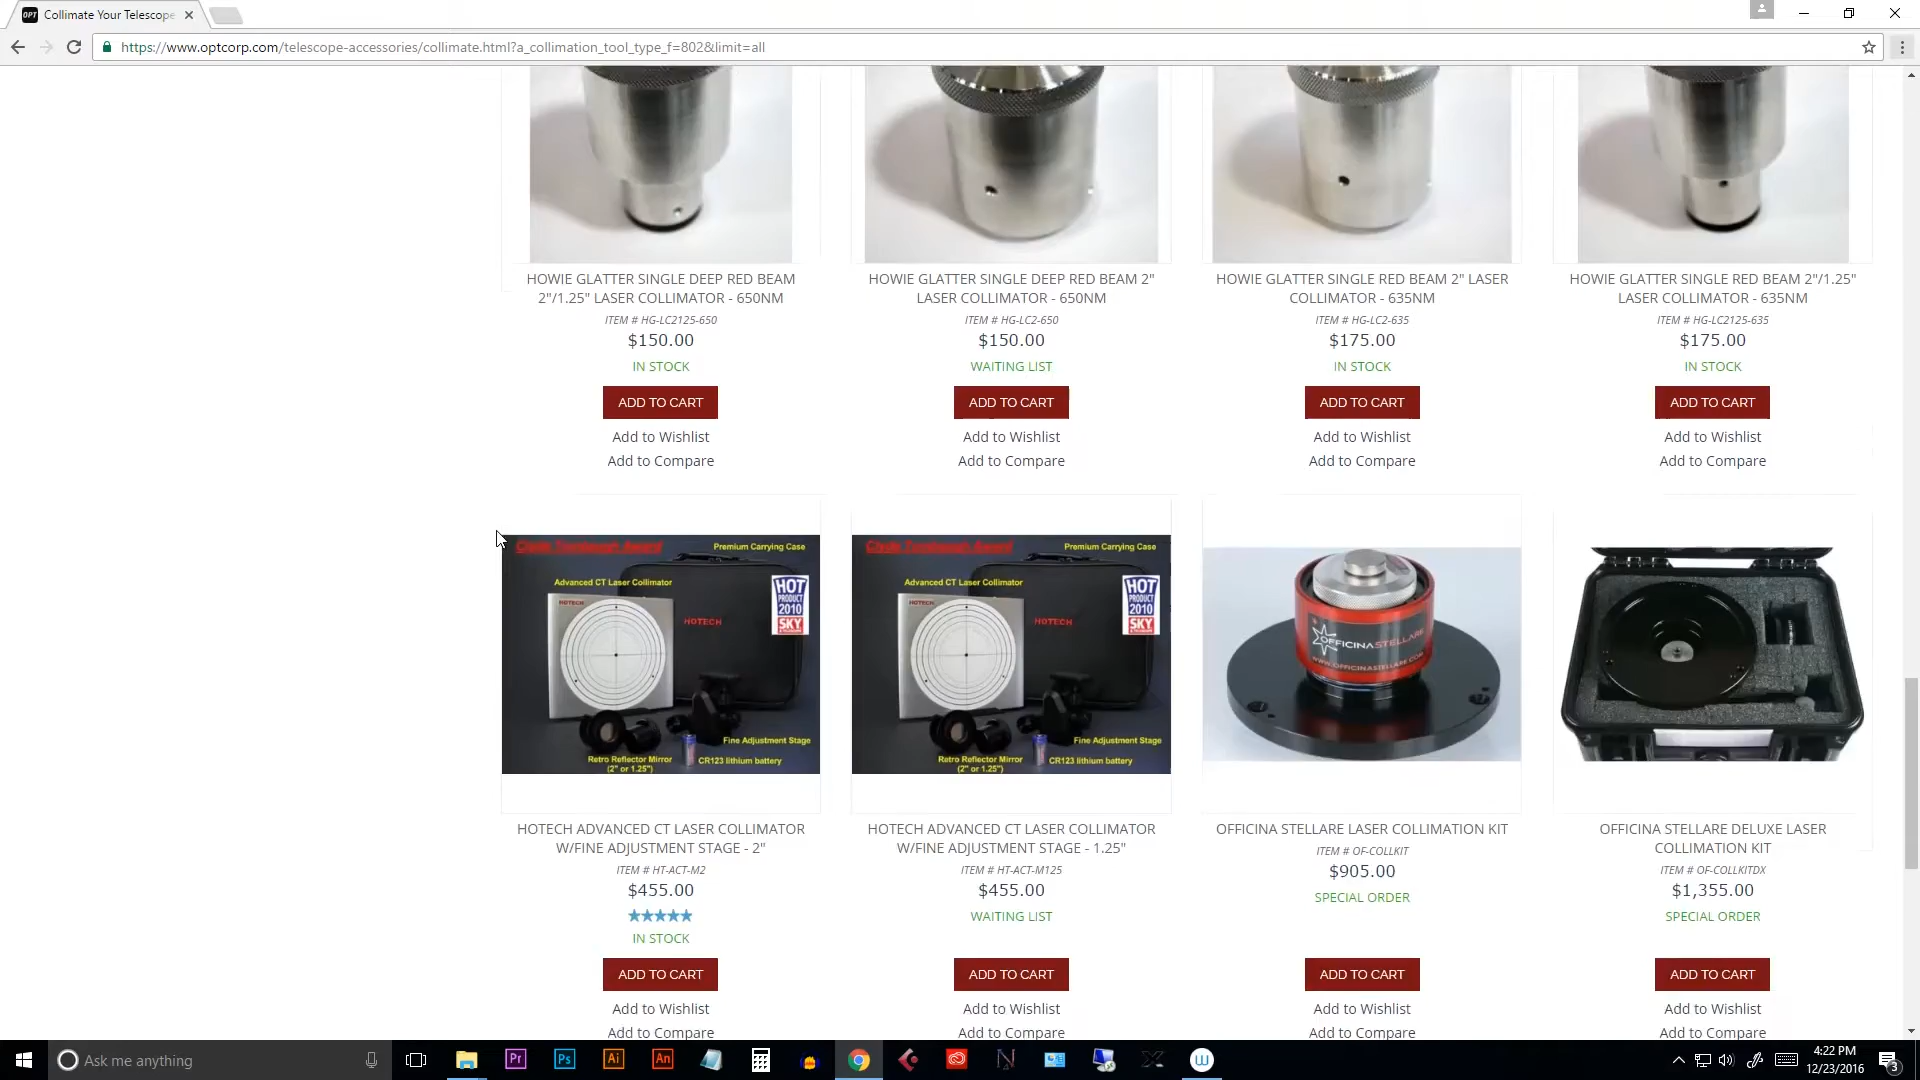 OPT Collimate Your Telescope
https://www.optcorp.com/telescope-accessories/collimate.html?a_collimation_tool_type_f=802&limit=all
HOWIE GLATTER SINGLE DEEP RED BEAM
2"/1.25" LASER COLLIMATOR - 650NM
ITEM # HG-LC2125-650
$150.00
IN STOCK
ADD TO CART
Add to Wishlist
Add to Compare
HOWIE GLATTER SINGLE DEEP RED BEAM 2"
LASER COLLIMATOR - 650NM
ITEM # HG-LC2-650
$150.00
WAITING LIST
ADD TO CART
Add to Wishlist
Add to Compare
HOWIE GLATTER SINGLE RED BEAM 2" LASER
COLLIMATOR - 635NM
ITEM # HG-LC2-635
$175.00
IN STOCK
ADD TO CART
Add to Wishlist
Add to Compare
HOWIE GLATTER SINGLE RED BEAM 2"/1.25"
LASER COLLIMATOR - 635NM
ITEM # HG-LC2125-635
$175.00
IN STOCK
ADD TO CART
Add to Wishlist
Add to Compare
Premium Carrying Case
Advanced CT Laser Collimator
HOTECH
HOTECH
HOT
PRODUCT
2010
SKY
Fine Adjustment Stage
Retro Reflector Mirror
(2" or 1.25")
CR123 lithium battery
HOTECH ADVANCED CT LASER COLLIMATOR
W/FINE ADJUSTMENT STAGE - 2"
ITEM # HT-ACT-M2
$455.00
IN STOCK
ADD TO CART
Add to Wishlist
Add to Compare
Premium Carrying Case
Advanced CT Laser Collimator
HOTECH
HOTECH
HOT
PRODUCT
2010
SKY
Fine Adjustment Stage
Retro Reflector Mirror
(2" or 1.25")
CR123 lithium battery
HOTECH ADVANCED CT LASER COLLIMATOR
W/FINE ADJUSTMENT STAGE - 1.25"
ITEM # HT-ACT-M125
$455.00
WAITING LIST
ADD TO CART
Add to Wishlist
Add to Compare
OFFICINA STELLARE
WWW.OFFICINASTELLARE.COM
OFFICINA STELLARE LASER COLLIMATION KIT
ITEM # OF-COLLKIT
$905.00
SPECIAL ORDER
ADD TO CART
Add to Wishlist
Add to Compare
OFFICINA STELLARE DELUXE LASER
COLLIMATION KIT
ITEM # OF-COLLKITDX
$1,355.00
SPECIAL ORDER
ADD TO CART
Add to Wishlist
Add to Compare
Ask me anything
Pr
Ps
Ai
An
N
W
4:22 PM
12/23/2016
3